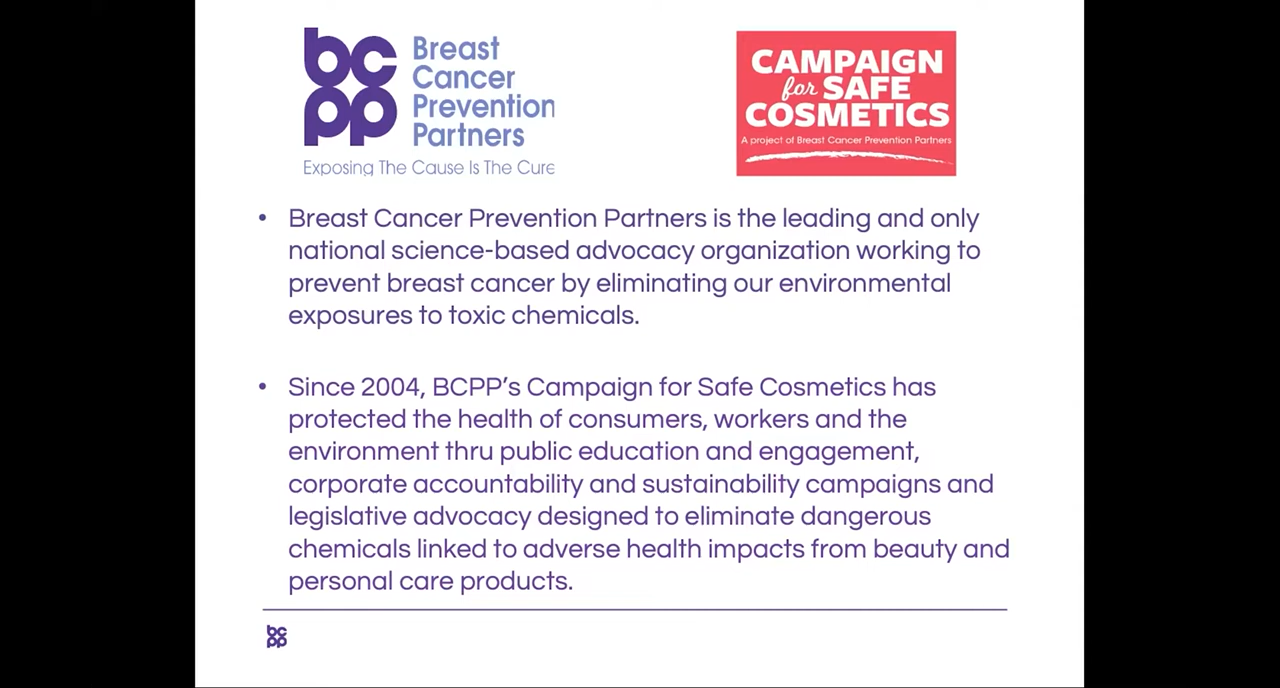 bc
pp
Breast
Cancer
Prevention
Partners
Exposing The Cause Is The Cure
CAMPAIGN
for SAFE
COSMETICS
A project of Breast Cancer Prevention Partners
• Breast Cancer Prevention Partners is the leading and only
national science-based advocacy organization working to
prevent breast cancer by eliminating our environmental
exposures to toxic chemicals.
• Since 2004, BCPP’s Campaign for Safe Cosmetics has
protected the health of consumers, workers and the
environment thru public education and engagement,
corporate accountability and sustainability campaigns and
legislative advocacy designed to eliminate dangerous
chemicals linked to adverse health impacts from beauty and
personal care products.
bc
pp